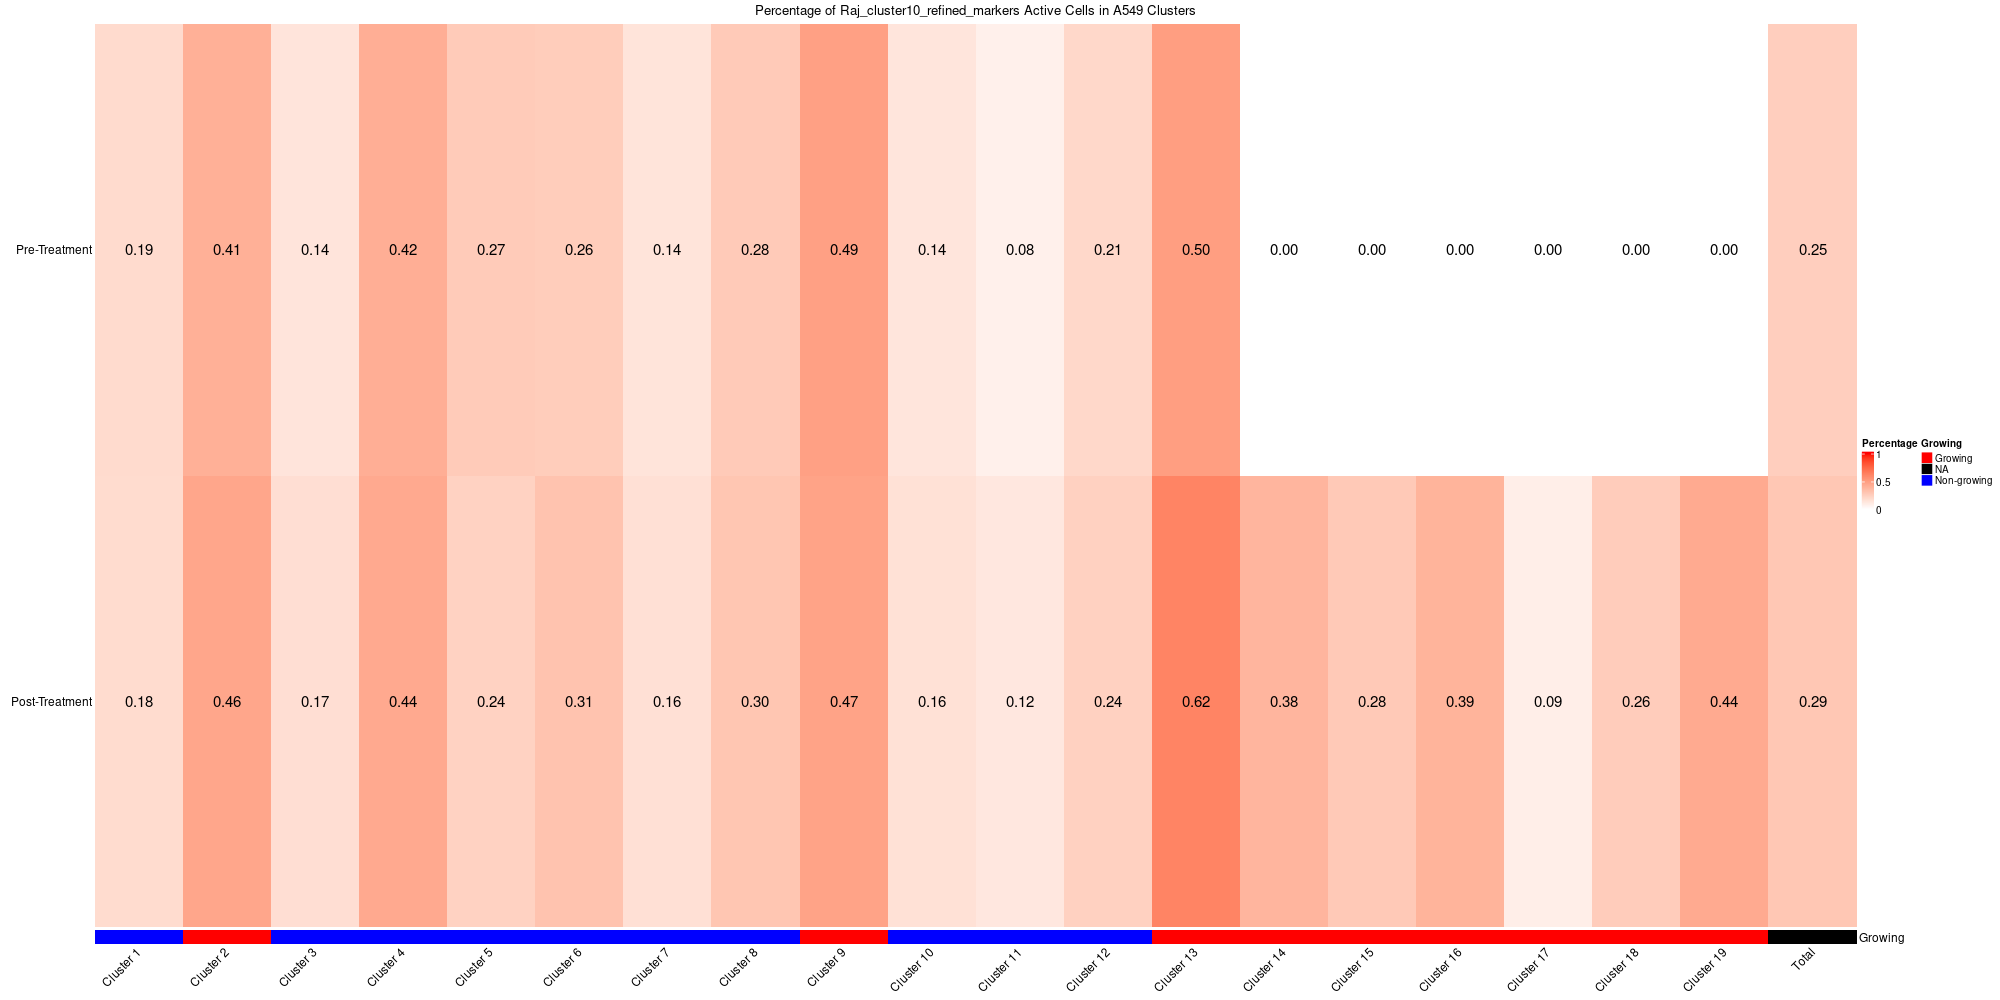 Percentage of Raj_cluster10_refined_markers Active Cells in A549 Clusters
Pre-Treatment 0.19 0.41 0.14 0.42 0.27 0.26 0.14 0.28 0.49 0.14 0.08 0.21 0.50 0.00 0.00 0.00 0.00 0.00 0.00 0.25
Percentage Growing
1 Growing
NA
0.5 Non-growing
0
Post-Treatment 0.18 0.46 0.17 0.44 0.24 0.31 0.16 0.30 0.47 0.16 0.12 0.24 0.62 0.38 0.28 0.39 0.09 0.26 0.44 0.29
Growing
Cluster 1 Cluster 2 Cluster 3 Cluster 4 Cluster 5 Cluster 6 Cluster 7 Cluster 8 Cluster 9 Cluster 10 Cluster 11 Cluster 12 Cluster 13 Cluster 14 Cluster 15 Cluster 16 Cluster 17 Cluster 18 Cluster 19 Total